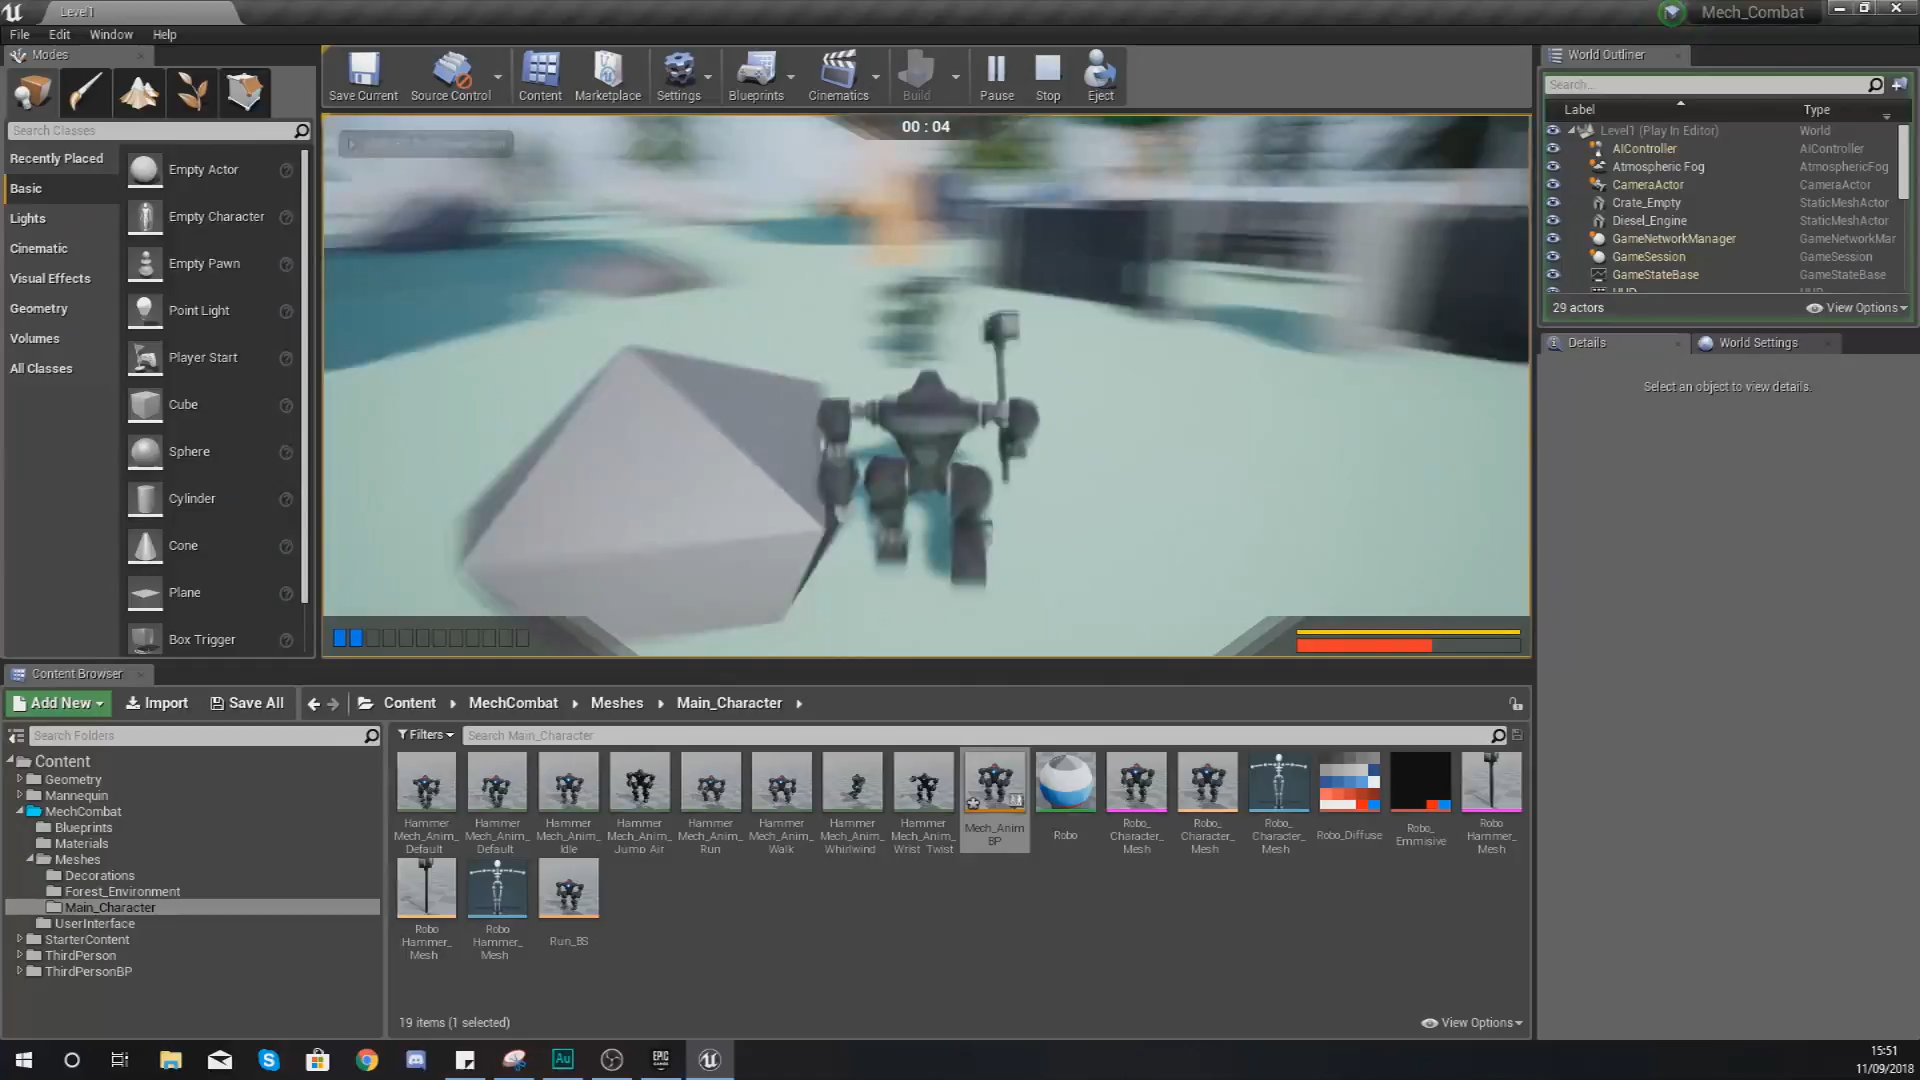 Level1
Mech_Combat
File Edit Window Help
Modes
Search Classes
Recently Placed
Basic
Lights
Cinematic
Visual Effects
Geometry
Volumes
All Classes
Empty Actor
Empty Character
Empty Pawn
Point Light
Player Start
Cube
Sphere
Cylinder
Cone
Plane
Box Trigger
Save Current
Source Control
Content
Marketplace
Settings
Blueprints
Cinematics
Build
Pause
Stop
Eject
00 : 04
World Outliner
Search...
Label Type
Level1 (Play In Editor) World
AIController AIController
Atmospheric Fog AtmosphericFog
CameraActor CameraActor
Crate_Empty StaticMeshActor
Diesel_Engine StaticMeshActor
GameNetworkManager GameNetworkMar
GameSession GameSession
GameStateBase GameStateBase
29 actors View Options
Details
World Settings
Select an object to view details.
Content Browser
Add New Import Save All Content MechCombat Meshes Main_Character
Search Folders
Content
Geometry
Mannequin
MechCombat
Blueprints
Materials
Meshes
Decorations
Forest_Environment
Main_Character
UserInterface
StarterContent
ThirdPerson
ThirdPersonBP
Filters Search Main_Character
Hammer
Mech_Anim_
Default
Hammer
Mech_Anim_
Default
Hammer
Mech_Anim_
Idle
Hammer
Mech_Anim_
Jump_Air
Hammer
Mech_Anim_
Run
Hammer
Mech_Anim_
Walk
Hammer
Mech_Anim_
Whirlwind
Hammer
Mech_Anim_
Wrist_Twist
Mech_Anim
BP
Robo
Robo_
Character_
Mesh
Robo_
Character_
Mesh
Robo_
Character_
Mesh
Robo_Diffuse
Robo_
Emmisive
Robo
Hammer_
Mesh
Robo
Hammer_
Mesh
Robo
Hammer_
Mesh
Run_BS
19 items (1 selected)
View Options
Au
EPIC
GAMES
15:51
11/09/2018